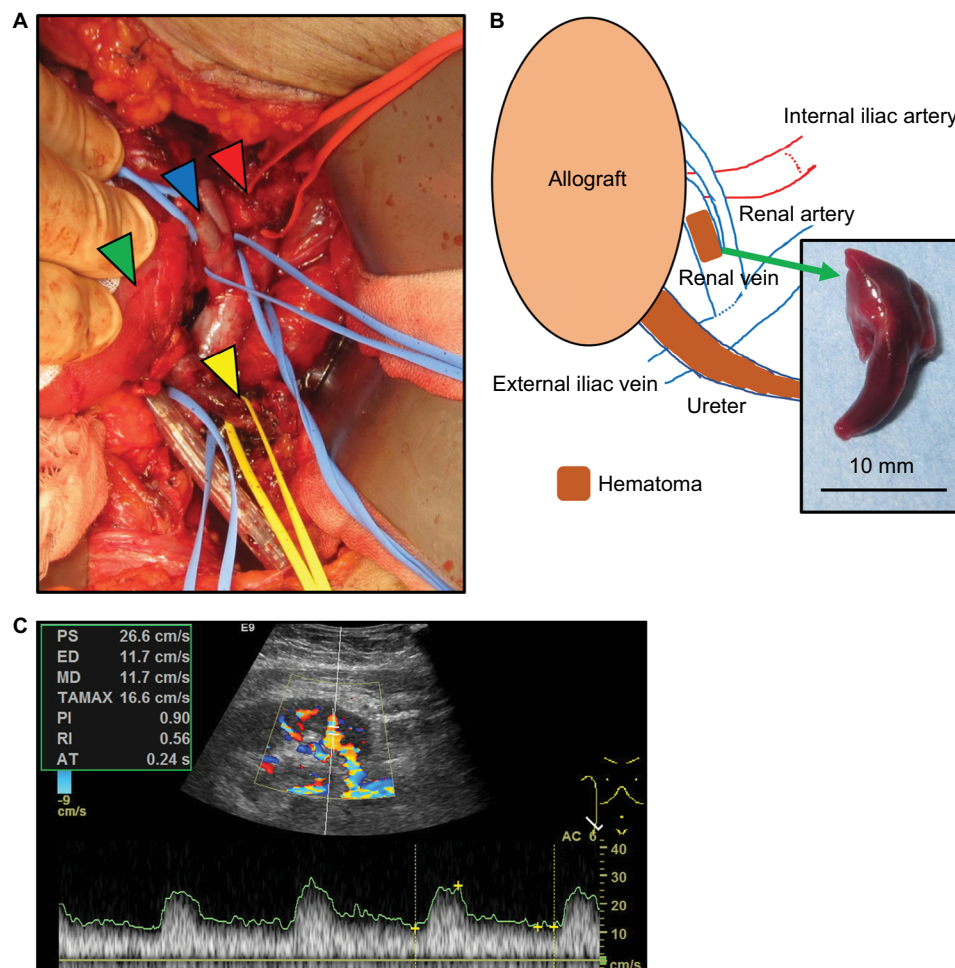 A
B
Internal iliac artery
Allograft
Renal artery
Renal vein
External iliac vein
Ureter
10 mm
Hematoma
C
PS 26.6 cm/s
ED 11.7 cm/s
MD 11.7 cm/s
TAMAX 16.6 cm/s
PI 0.90
RI 0.56
AT 0.24 s
E9
-9
cm/s
AC 6
40
30
20
10
cm/s